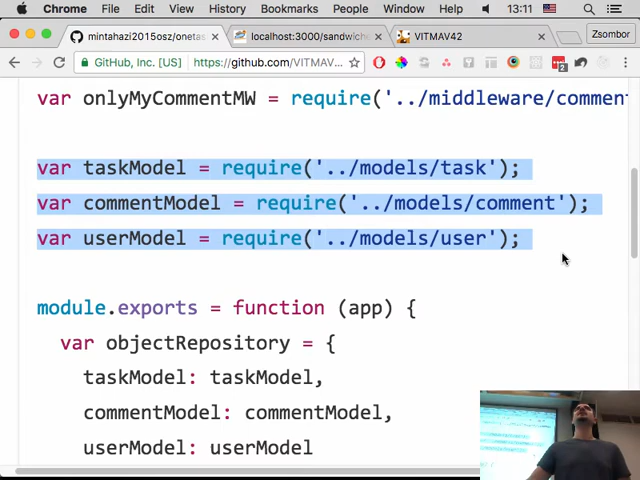 Chrome File Edit View History Bookmarks People Window Help 13:11
mintahazi2015osz/onetas
localhost:3000/sandwiche
VITMAV42
Zsombor
GitHub, Inc. [US] https://github.com/VITMAV
2
var onlyMyCommentMW = require('../middleware/comment
var taskModel = require('../models/task');
var commentModel = require('../models/comment');
var userModel = require('../models/user');
module.exports = function (app) {
var objectRepository = {
taskModel: taskModel,
commentModel: commentModel,
userModel: userModel